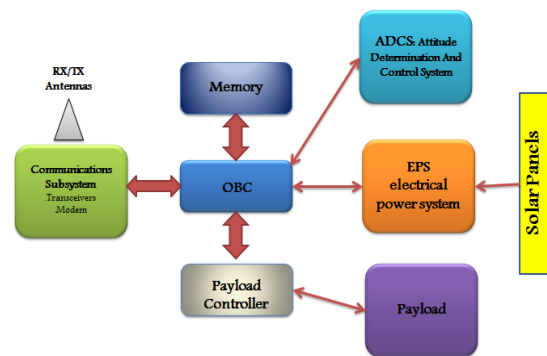 RX/TX
Antennas
Communications
Subsystem
.Transceivers
.Modem
Memory
OBC
Payload
Controller
ADCS: Attitude
Determination And
Control System
EPS
electrical
power system
Payload
Solar Panels